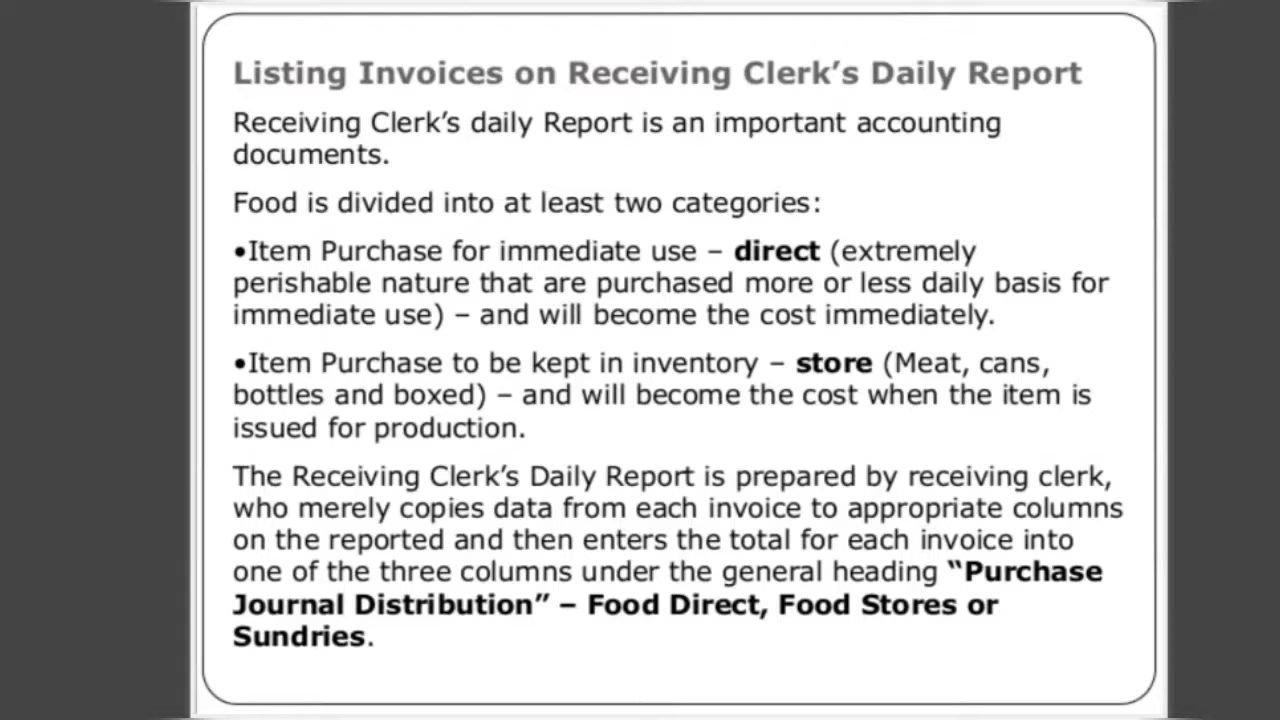 Listing Invoices on Receiving Clerk’s Daily Report
Receiving Clerk’s daily Report is an important accounting
documents.
Food is divided into at least two categories:
•Item Purchase for immediate use – direct (extremely
perishable nature that are purchased more or less daily basis for
immediate use) – and will become the cost immediately.
•Item Purchase to be kept in inventory – store (Meat, cans,
bottles and boxed) – and will become the cost when the item is
issued for production.
The Receiving Clerk’s Daily Report is prepared by receiving clerk,
who merely copies data from each invoice to appropriate columns
on the reported and then enters the total for each invoice into
one of the three columns under the general heading “Purchase
Journal Distribution” – Food Direct, Food Stores or
Sundries.